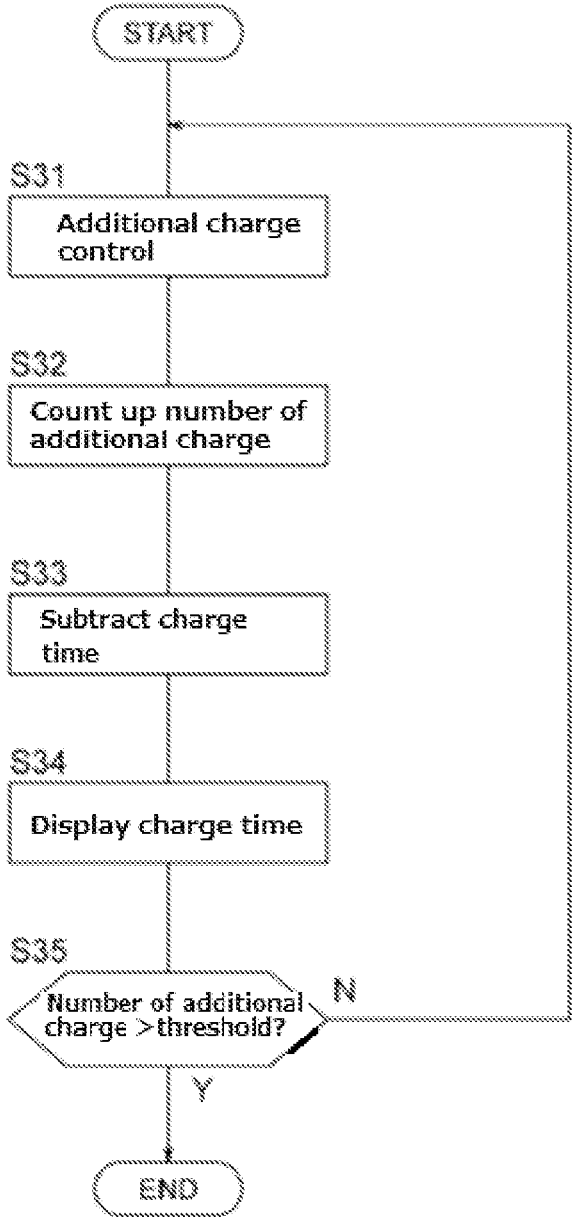 START
S31
Additional charge
control
S32
Count up number of
additional charge
S33
Subtract charge
time
S34
Display charge time
S35
Number of additional
charge >threshold?
N
Y
END